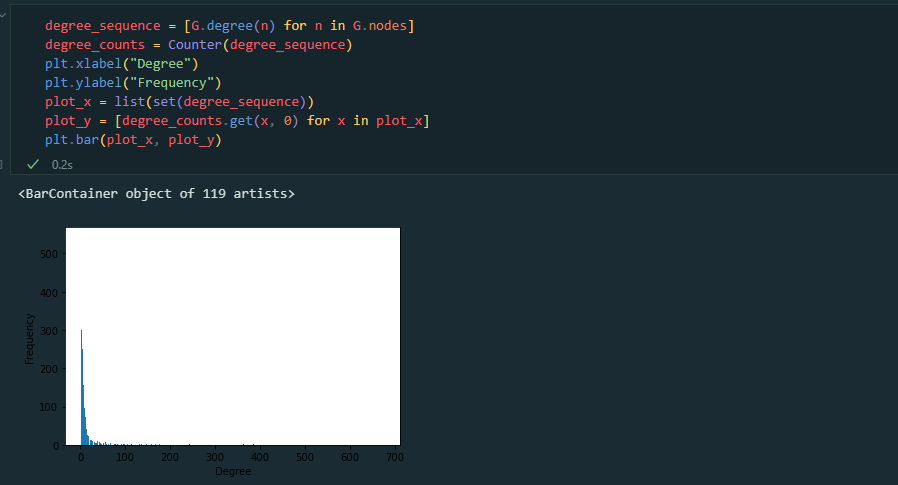 degree_sequence = [G.degree(n) for n in G.nodes]
degree_counts = Counter(degree_sequence)
plt.xlabel("Degree")
plt.ylabel("Frequency")
plot_x = list(set(degree_sequence))
plot_y = [degree_counts.get(x, 0) for x in plot_x]
plt.bar(plot_x, plot_y)
0.2s
<BarContainer object of 119 artists>
500
400
300
200
100
0
Frequency
0 100 200 300 400 500 600 700
Degree